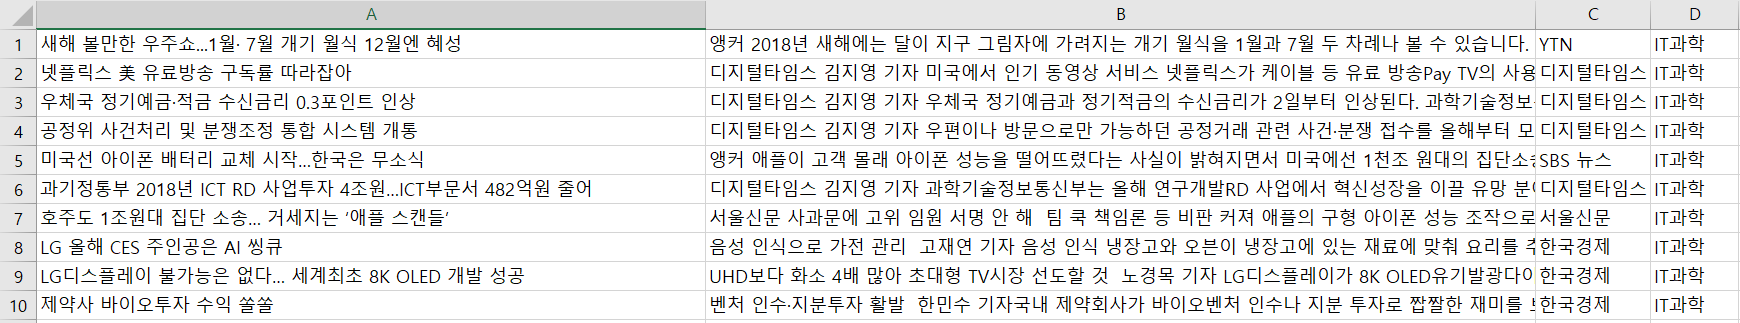 A B C D
1 새해 볼만한 우주쇼...1월· 7월 개기 월식 12월엔 혜성 앵커 2018년 새해에는 달이 지구 그림자에 가려지는 개기 월식을 1월과 7월 두 차례나 볼 수 있습니다. YTN IT과학
2 넷플릭스 美 유료방송 구독률 따라잡아 디지털타임스 김지영 기자 미국에서 인기 동영상 서비스 넷플릭스가 케이블 등 유료 방송Pay TV의 사용 디지털타임스 IT과학
3 우체국 정기예금·적금 수신금리 0.3포인트 인상 디지털타임스 김지영 기자 우체국 정기예금과 정기적금의 수신금리가 2일부터 인상된다. 과학기술정보 디지털타임스 IT과학
4 공정위 사건처리 및 분쟁조정 통합 시스템 개통 디지털타임스 김지영 기자 우편이나 방문으로만 가능하던 공정거래 관련 사건·분쟁 접수를 올해부터 모 디지털타임스 IT과학
5 미국선 아이폰 배터리 교체 시작...한국은 무소식 앵커 애플이 고객 몰래 아이폰 성능을 떨어뜨렸다는 사실이 밝혀지면서 미국에선 1천조 원대의 집단소 SBS 뉴스 IT과학
6 과기정통부 2018년 ICT RD 사업투자 4조원...ICT부문서 482억원 줄어 디지털타임스 김지영 기자 과학기술정보통신부는 올해 연구개발RD 사업에서 혁신성장을 이끌 유망 분 디지털타임스 IT과학
7 호주도 1조원대 집단 소송... 거세지는 ‘애플 스캔들’ 서울신문 사과문에 고위 임원 서명 안 해 팀 쿡 책임론 등 비판 커져 애플의 구형 아이폰 성능 조작으로 서울신문 IT과학
8 LG 올해 CES 주인공은 AI 씽큐 음성 인식으로 가전 관리 고재연 기자 음성 인식 냉장고와 오븐이 냉장고에 있는 재료에 맞춰 요리를 추 한국경제 IT과학
9 LG디스플레이 불가능은 없다... 세계최초 8K OLED 개발 성공 UHD보다 화소 4배 많아 초대형 TV시장 선도할 것 노경목 기자 LG디스플레이가 8K OLED유기발광다이 한국경제 IT과학
10 제약사 바이오투자 수익 쏠쏠 벤처 인수·지분투자 활발 한민수 기자국내 제약회사가 바이오벤처 인수나 지분 투자로 짭짤한 재미를 한국경제 IT과학